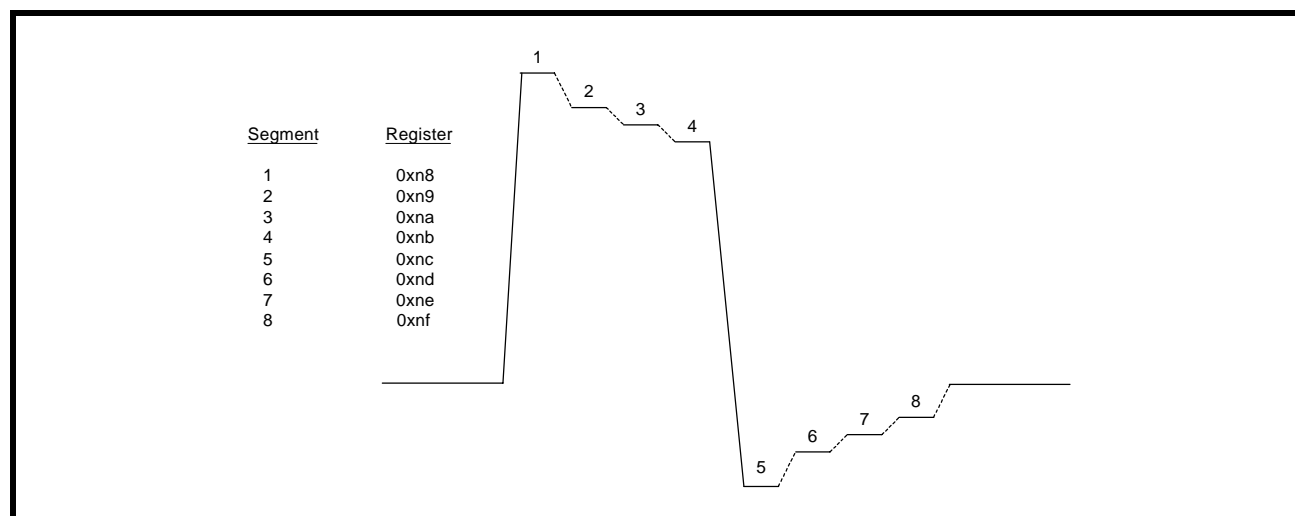 Segment Register
1 0xn8
2 0xn9
3 0xna
4 0xnb
5 0xnc
6 0xnd
7 0xne
8 0xnf
1
2
3
4
5
6
7
8